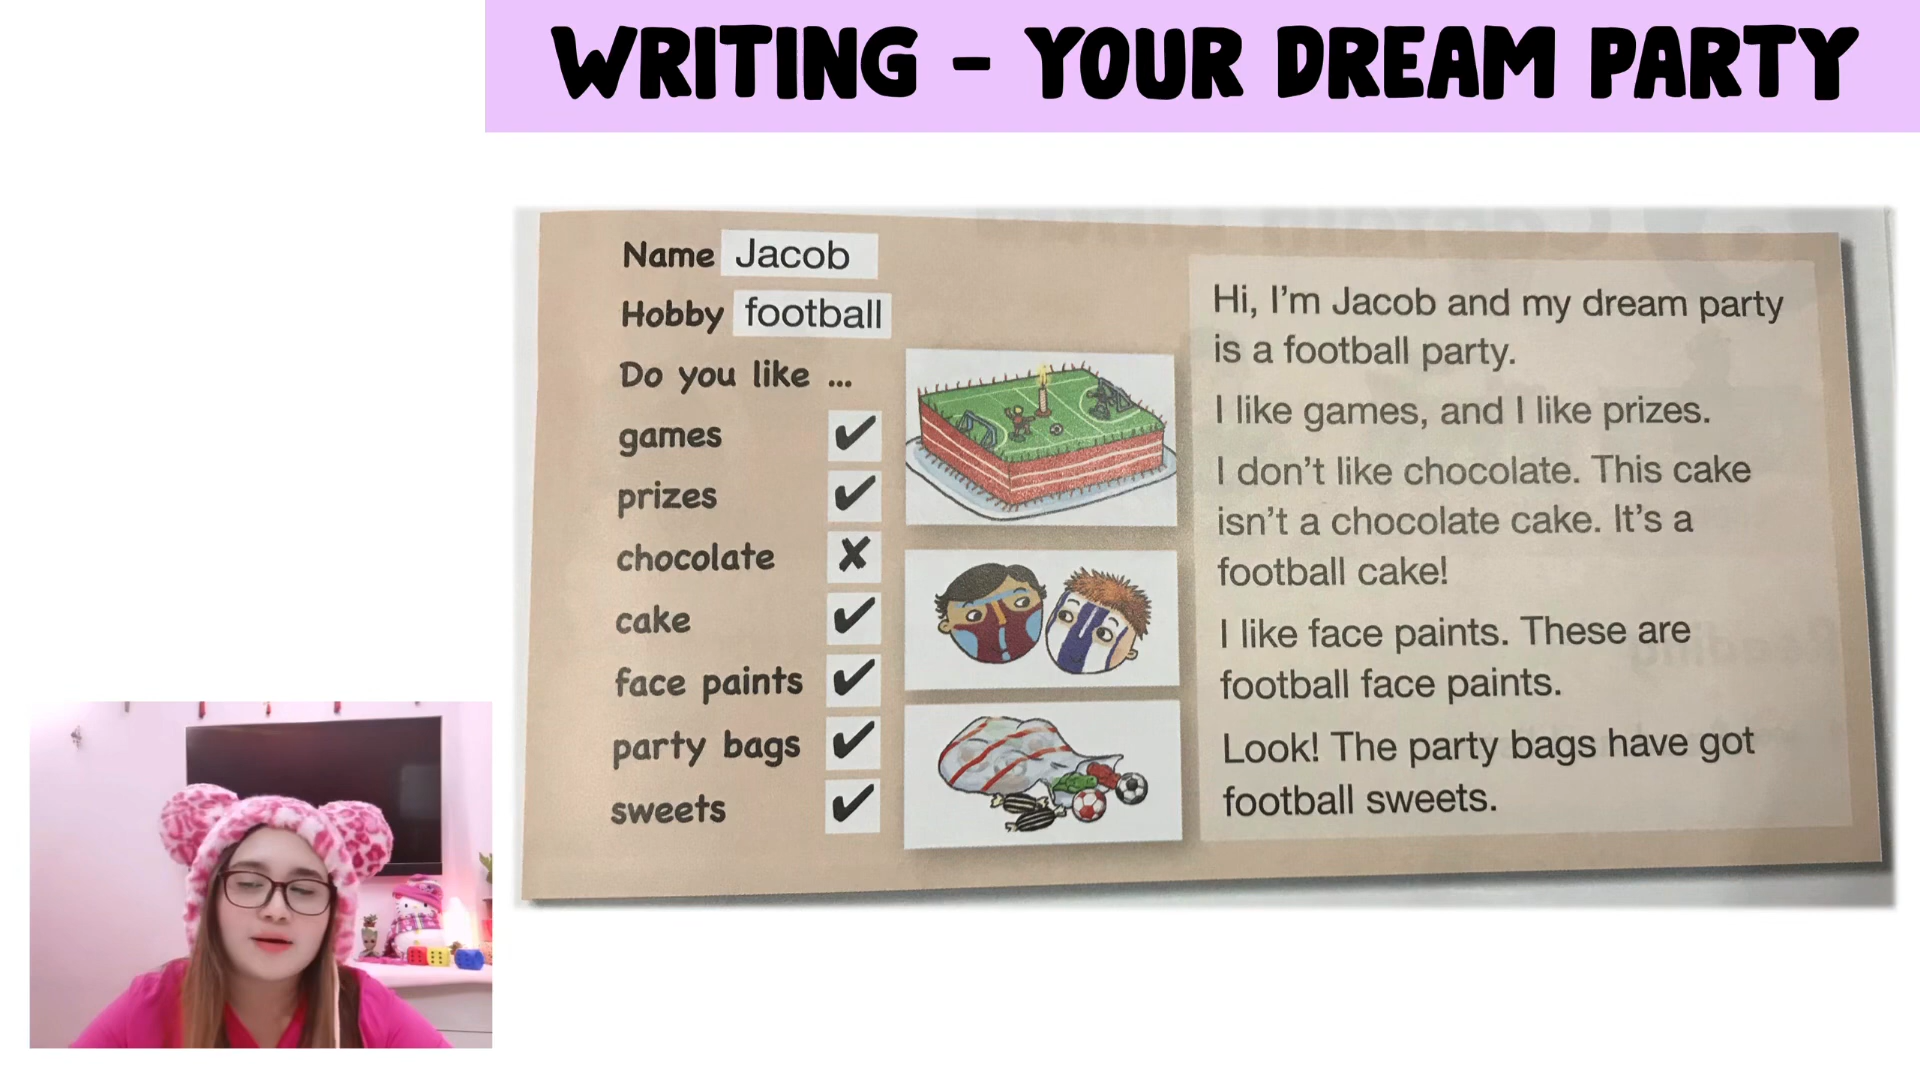 WRITING - YOUR DREAM PARTY
Name Jacob
Hobby football
Do you like ...
games ✔
prizes ✔
chocolate ✘
cake ✔
face paints ✔
party bags ✔
sweets ✔
Hi, I'm Jacob and my dream party
is a football party.
I like games, and I like prizes.
I don't like chocolate. This cake
isn't a chocolate cake. It's a
football cake!
I like face paints. These are
football face paints.
Look! The party bags have got
football sweets.